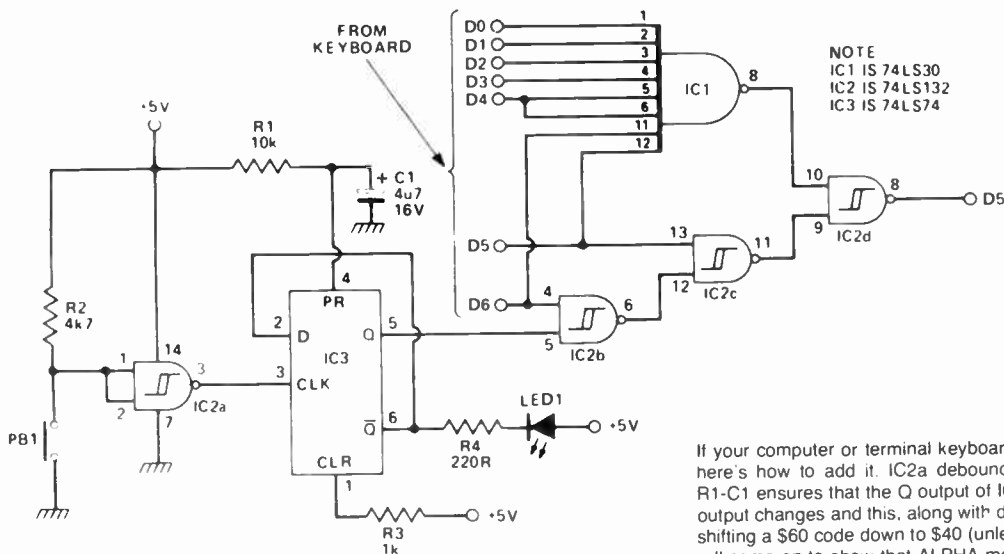 FROM
KEYBOARD
D0
D1
D2
D3
D4
1
2
3
4
5
6
11
12
IC1
8
NOTE
IC1 IS 74LS30
IC2 IS 74LS132
IC3 IS 74LS74
+5V
R1
10k
+
C1
4u7
16V
10
9
IC2d
8
D5
D5
13
12
IC2c
11
D6
4
5
IC2b
6
R2
4k7
14
1
2
3
IC2a
7
PB1
4
PR
2
D
Q
5
IC3
3
CLK
Q
6
CLR
1
R3
1k
+5V
R4
220R
LED1
+5V
If your computer or terminal keyboar
here's how to add it. IC2a debounc
R1-C1 ensures that the Q output of I
output changes and this, along with d
shifting a $60 code down to $40 (unle